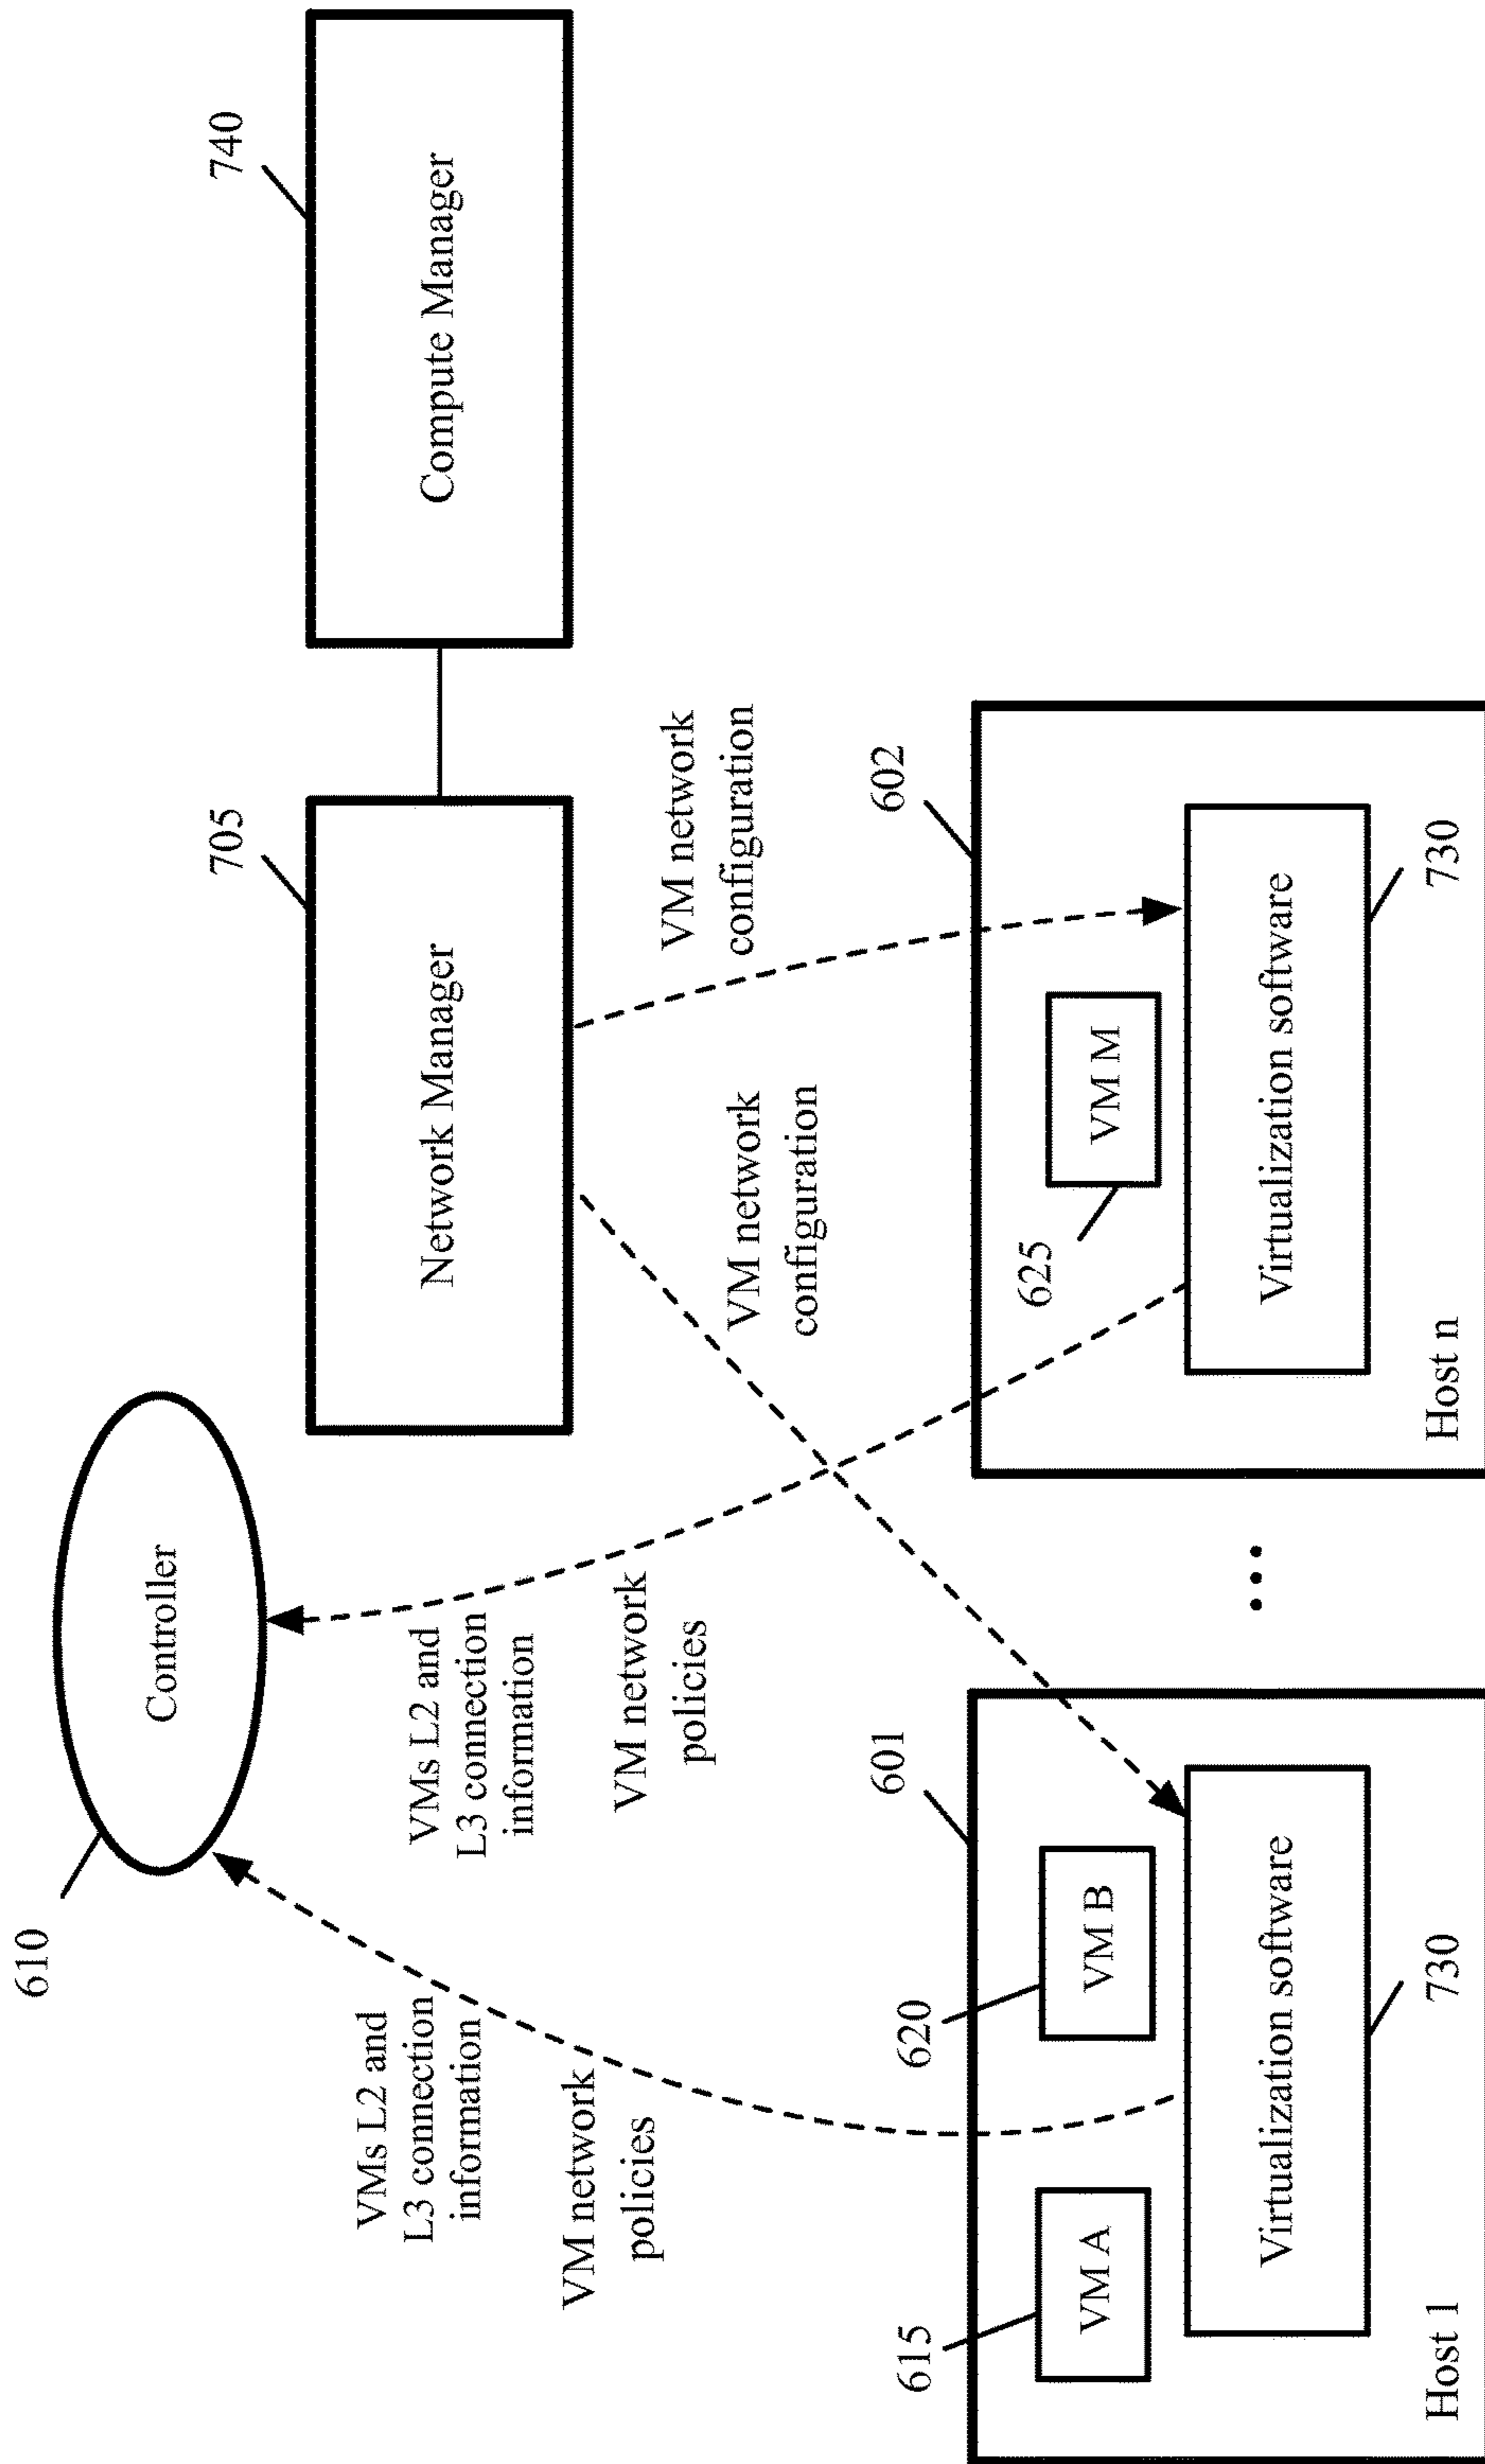 610
Controller
705
Network Manager
740
Compute Manager
VMs L2 and
L3 connection
information
VM network
policies
VMs L2 and
L3 connection
information
VM network
policies
VM network
configuration
VM network
configuration
601
615
VM A
620
VM B
Virtualization software
730
Host 1
...
602
625
VM M
Virtualization software
730
Host n